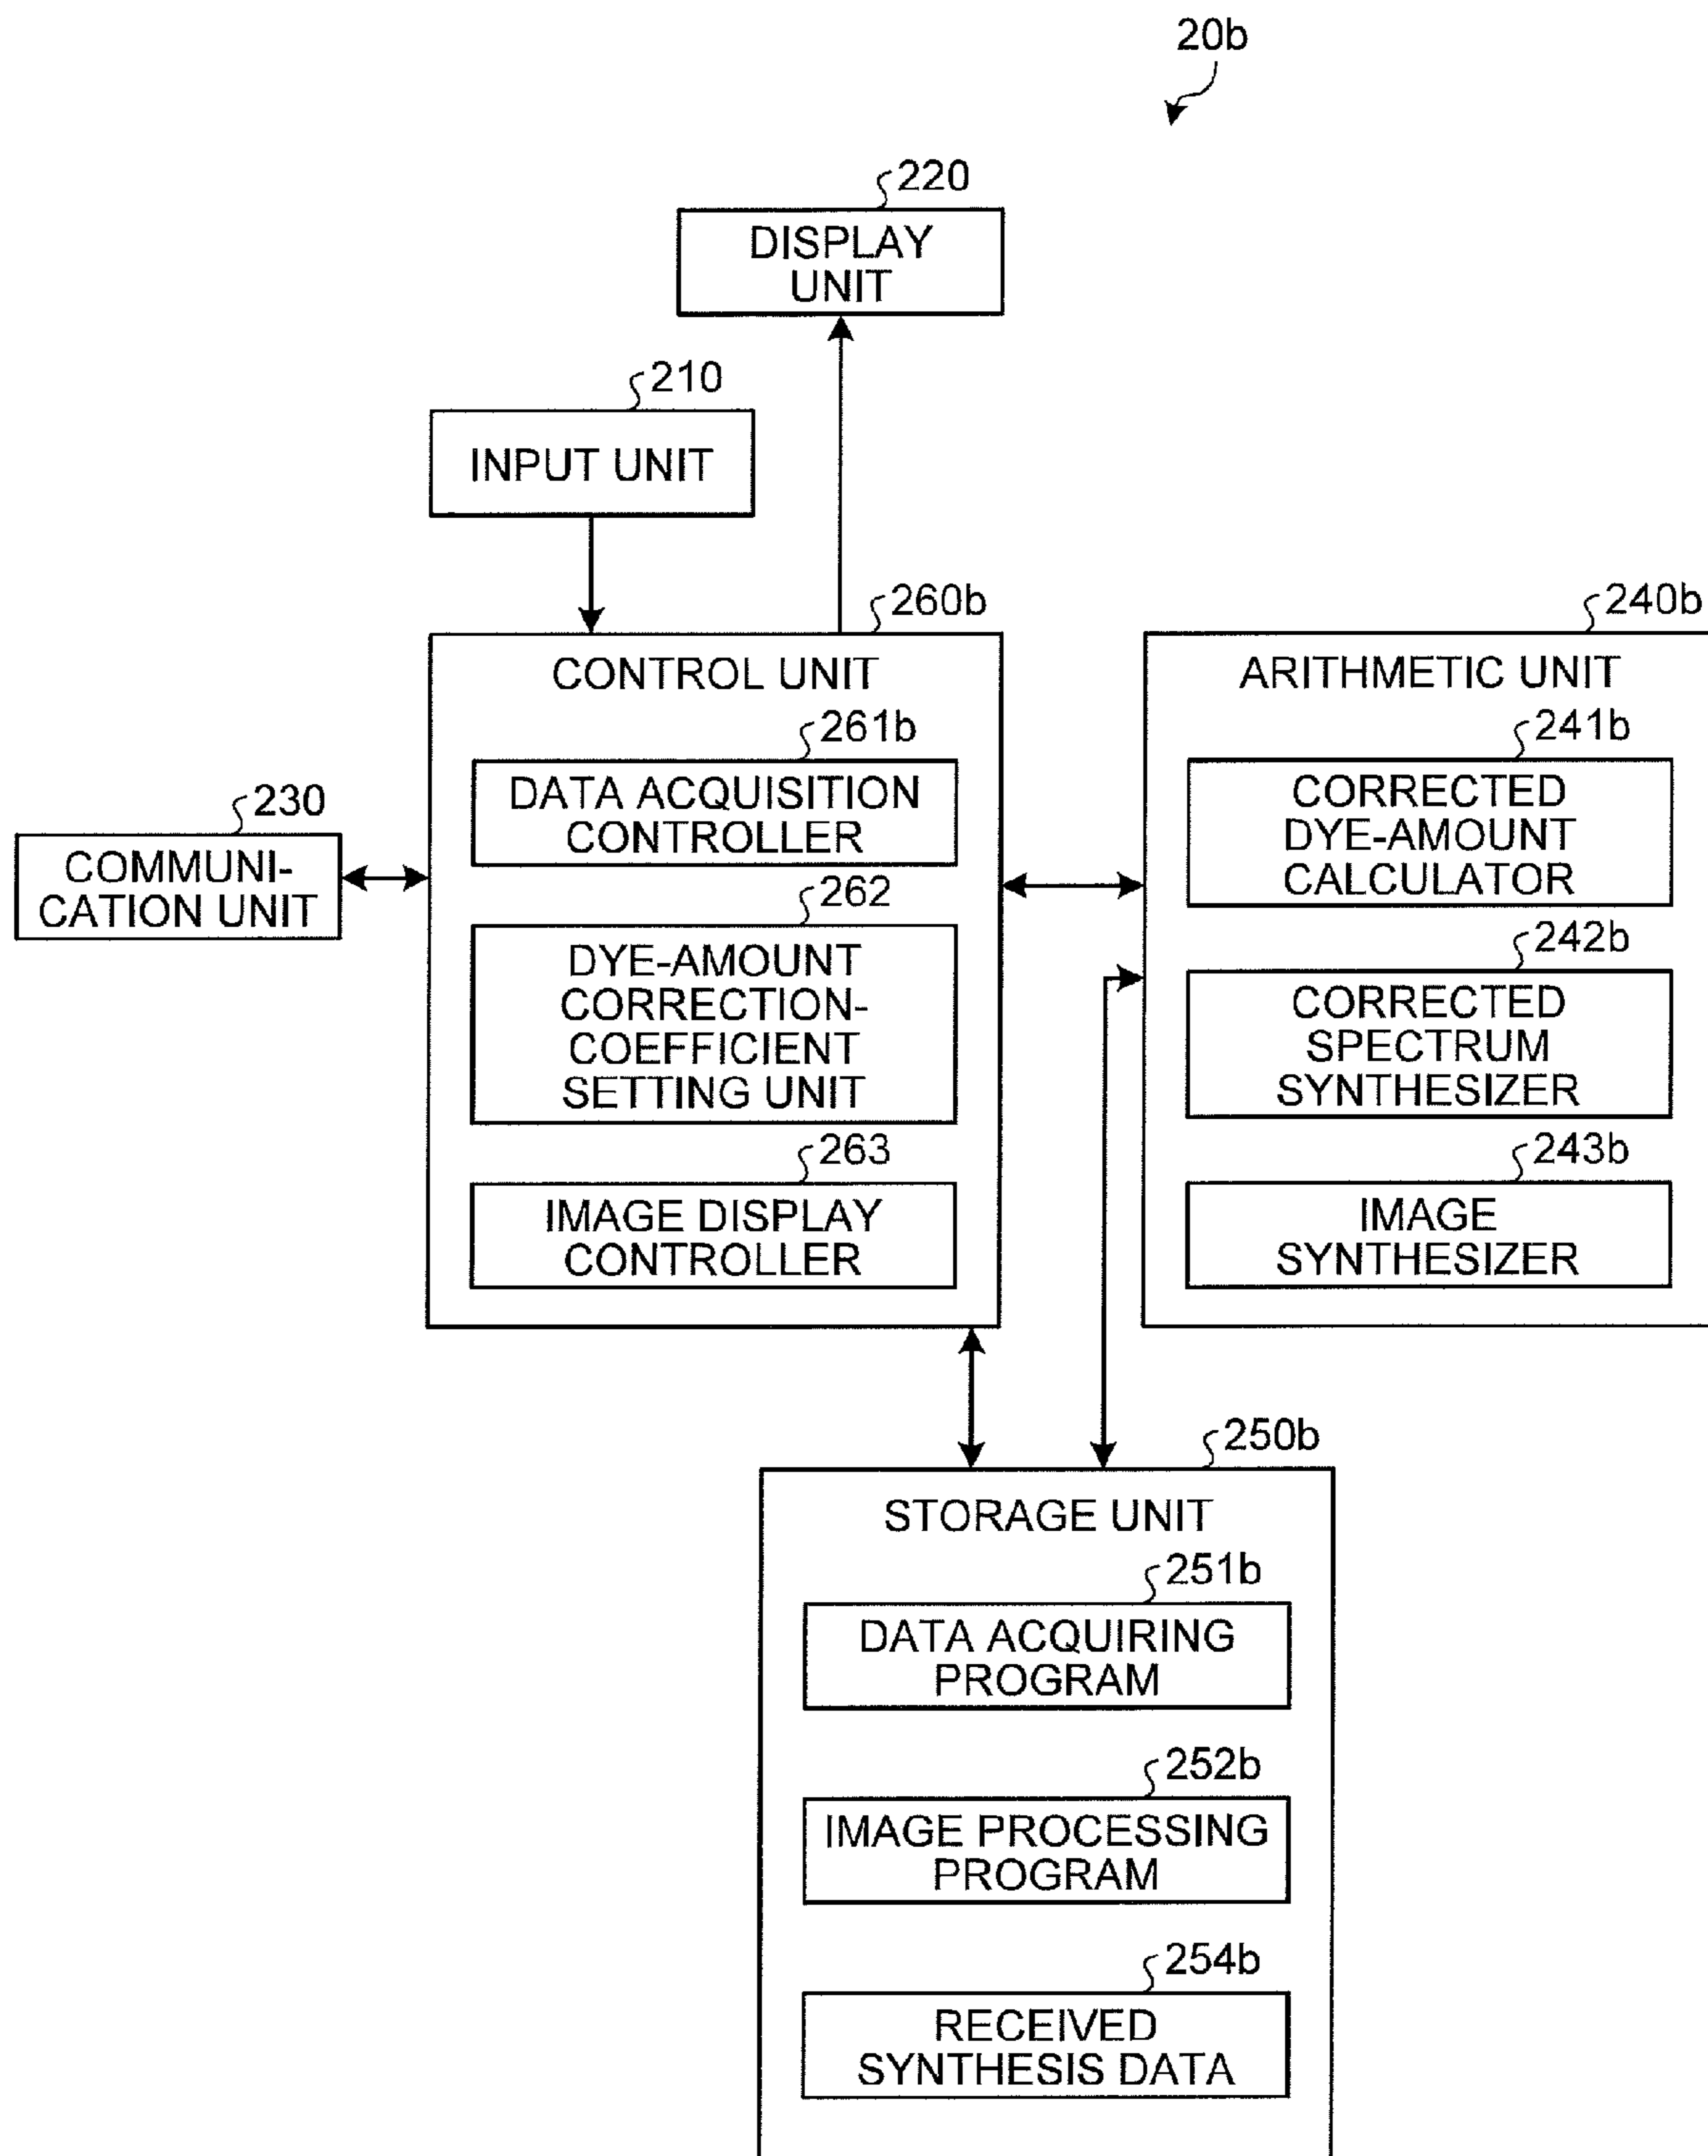 20b
220
DISPLAY
UNIT
210
INPUT UNIT
260b
CONTROL UNIT
261b
DATA ACQUISITION
CONTROLLER
262
DYE-AMOUNT
CORRECTION-
COEFFICIENT
SETTING UNIT
263
IMAGE DISPLAY
CONTROLLER
230
COMMUNI-
CATION UNIT
240b
ARITHMETIC UNIT
241b
CORRECTED
DYE-AMOUNT
CALCULATOR
242b
CORRECTED
SPECTRUM
SYNTHESIZER
243b
IMAGE
SYNTHESIZER
250b
STORAGE UNIT
251b
DATA ACQUIRING
PROGRAM
252b
IMAGE PROCESSING
PROGRAM
254b
RECEIVED
SYNTHESIS DATA